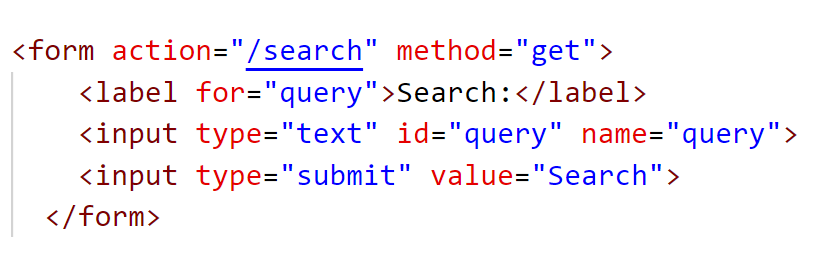 <form action="/search" method="get">
    <label for="query">Search:</label>
    <input type="text" id="query" name="query">
    <input type="submit" value="Search">
  </form>